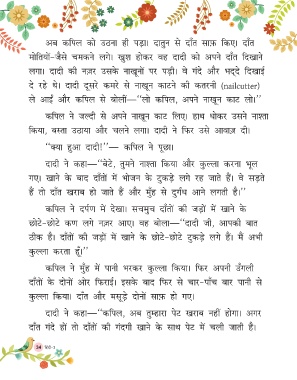 अब कपिल को उठना ही पड़ा। दातुन से दाँत साफ़ किए। दाँत
मोतियों-जैसे चमकने लगे। खुश होकर वह दादी को अपने दाँत दिखाने
लगा। दादी की नज़र उसके नाखूनों पर पड़ी। वे गंदे और भद्दे दिखाई
दे रहे थे। दादी दूसरे कमरे से नाखून काटने की कतरनी (nailcutter)
ले आईं और कपिल से बोलीं—“लो कपिल, अपने नाखून काट लो।”
कपिल ने जल्दी से अपने नाखून काट लिए। हाथ धोकर उसने नाश्ता
किया, बस्ता उठाया और चलने लगा। दादी ने फिर उसे आवाज़ दी।
“क्या हुआ दादी!”— कपिल ने पूछा।
दादी ने कहा—“बेटे, तुमने नाश्ता किया और कुल्ला करना भूल
गए। खाने के बाद दाँतों में भोजन के टुकड़े लगे रह जाते हैं। वे सड़ते
हैं तो दाँत खराब हो जाते हैं और मुँह से दुर्गंध आने लगती है।”
कपिल ने दर्पण में देखा। सचमुच दाँतों की जड़ों में खाने के
छोटे-छोटे कण लगे नज़र आए। वह बोला—“दादी जी, आपकी बात
ठीक है। दाँतों की जड़ों में खाने के छोटे-छोटे टुकड़े लगे हैं। मैं अभी
कुल्ला करता हूँ।”
कपिल ने मुँह में पानी भरकर कुल्ला किया। फिर अपनी उँगली
दाँतों के दोनों ओर फिराई। इसके बाद फिर से चार-पाँच बार पानी से
कुल्ला किया। दाँत और मसूड़े दोनों साफ़ हो गए।
दादी ने कहा—“कपिल, अब तुम्हारा पेट खराब नहीं होगा। अगर
दाँत गंदे हों तो दाँतों की गंदगी खाने के साथ पेट में चली जाती है।
24 हिंदी-3